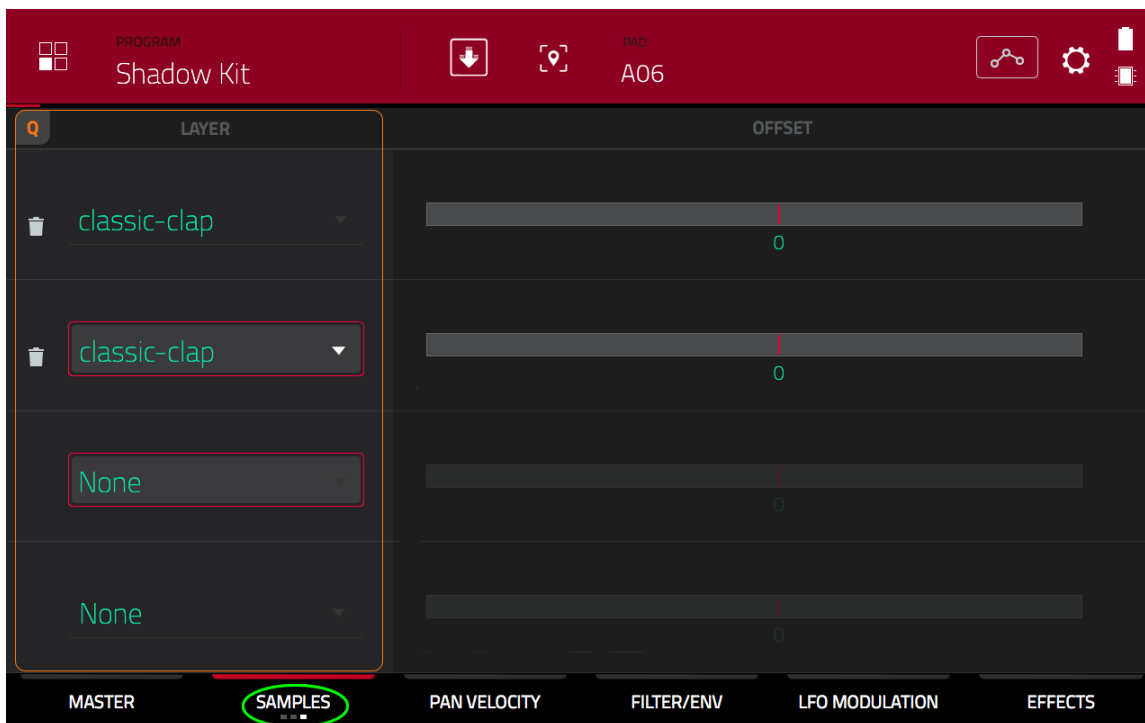 PROGRAM
Shadow Kit
PAD
A06
Q
LAYER
OFFSET
classic-clap
0
classic-clap
0
None
0
None
0
MASTER
SAMPLES
PAN VELOCITY
FILTER/ENV
LFO MODULATION
EFFECTS